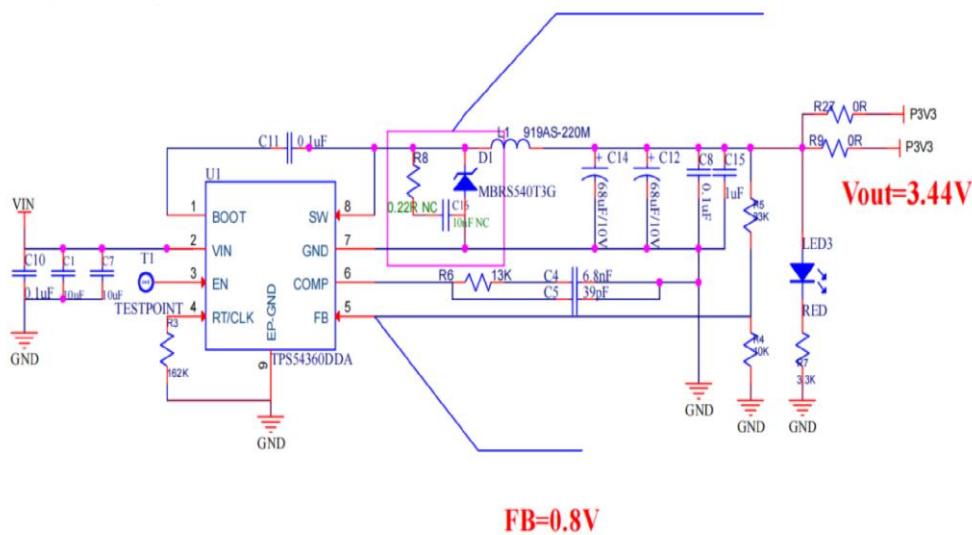 R27 0R P3V3
L1 919AS-220M
C11 0.1uF
R9 0R P3V3
R8
D1
+ C14
+ C12
C8
C15
U1
MBRS540T3G
68uF/10V
68uF/10V
0.1uF
1uF
Vout=3.44V
VIN
1 BOOT
SW 8
0.22R NC
10uF NC
R5
33K
2 VIN
GND 7
LED3
C10
C1
C7
T1
3 EN
COMP 6
R6 13K
C4 6.8nF
C5 39pF
0.1uF
10uF
10uF
TESTPOINT
4 RT/CLK
FB 5
RED
R3
EP-GND
TPS54360DDA
R4
R7
3.3K
GND
162K
9
GND
GND
GND
GND
FB=0.8V